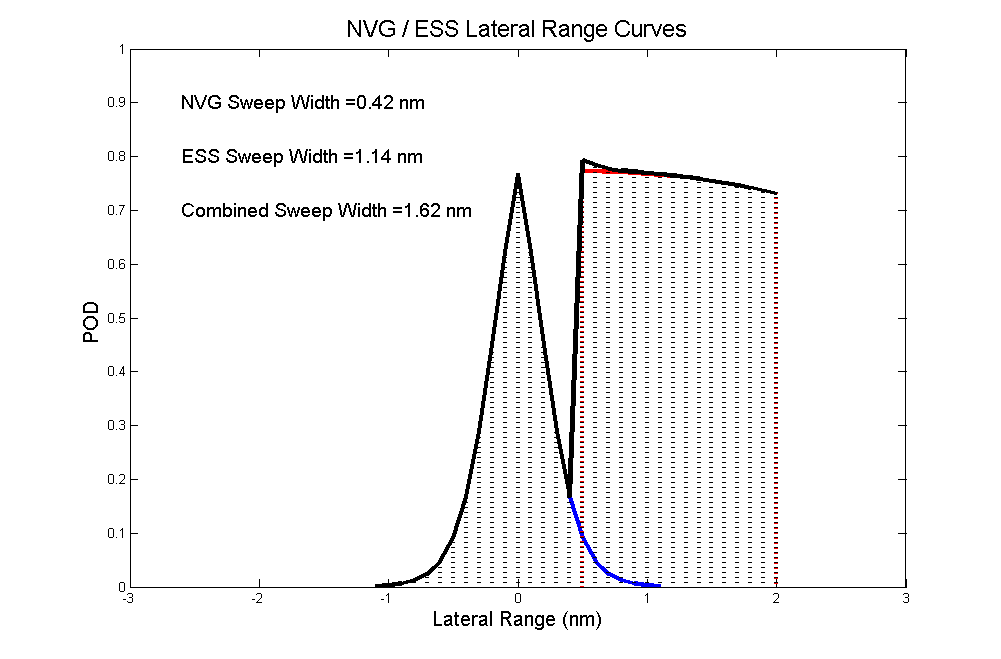 NVG / ESS Lateral Range Curves
1
0.9
NVG Sweep Width =0.42 nm
0.8
ESS Sweep Width =1.14 nm
0.7
Combined Sweep Width =1.62 nm
0.6
0.5
POD
0.4
0.3
0.2
0.1
0
-3 -2 -1 0 1 2 3
Lateral Range (nm)